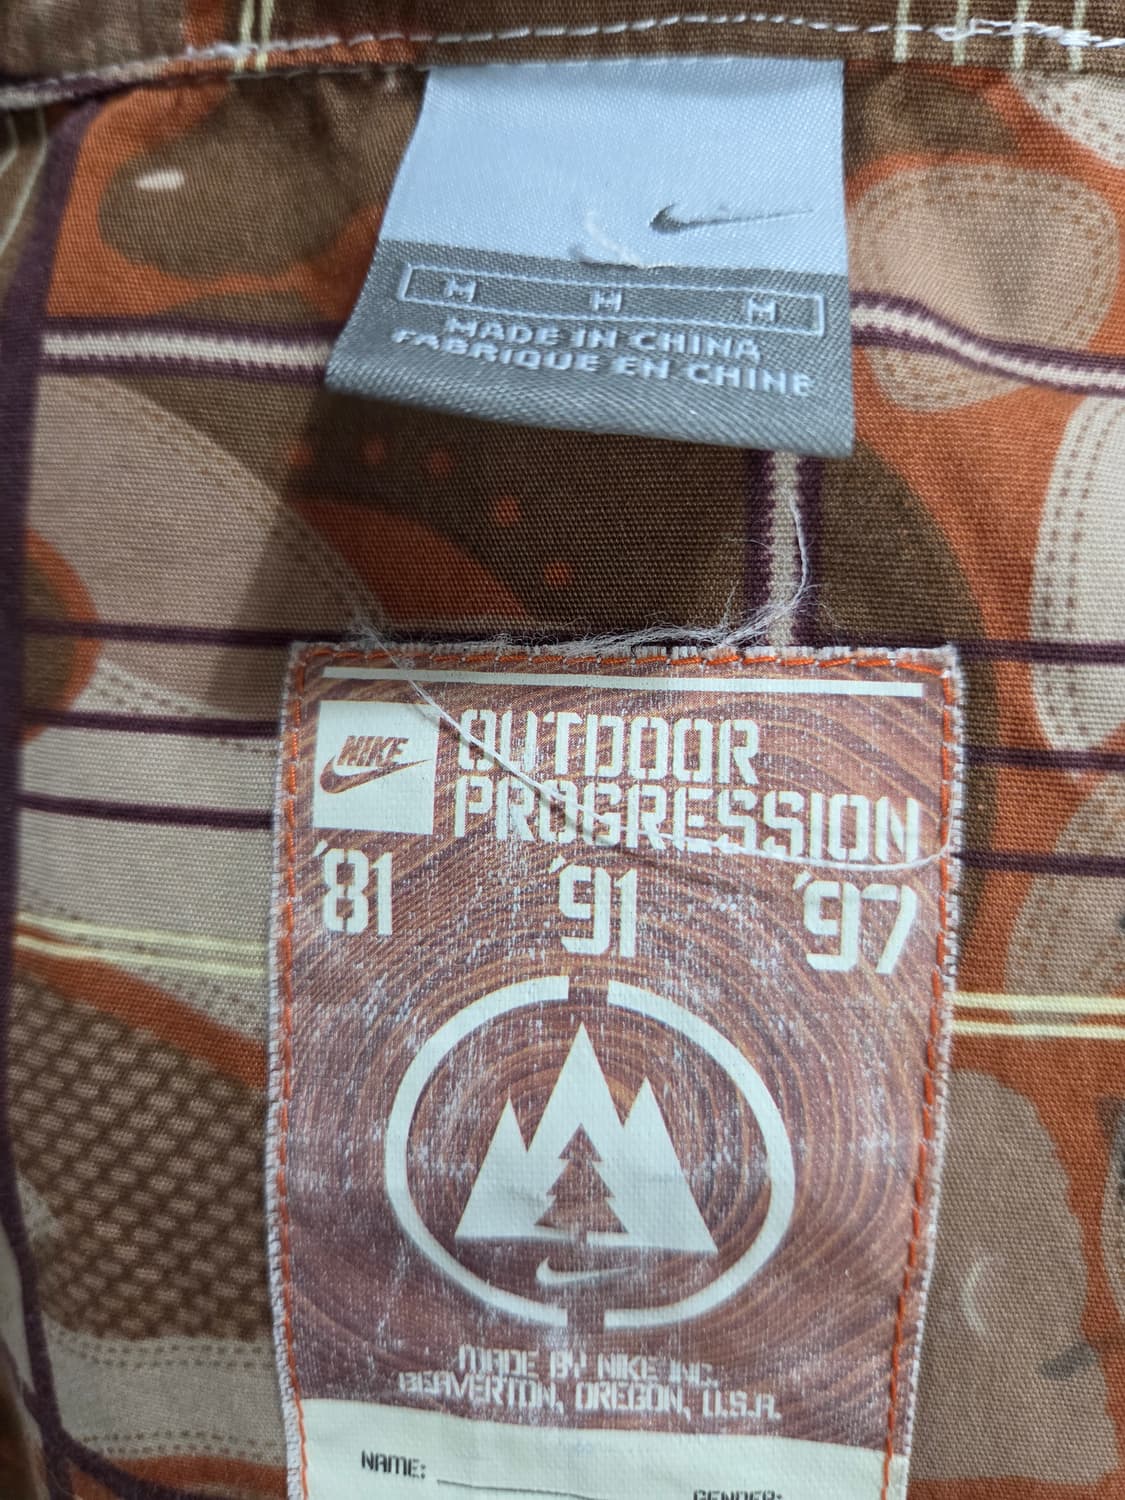 M M M
MADE IN CHINA
FABRIQUE EN CHINE
NIKE
OUTDOOR
PROGRESSION
'81 '91 '97
MADE BY NIKE INC.
BEAVERTON, OREGON, U.S.A.
NAME:
GENDER: